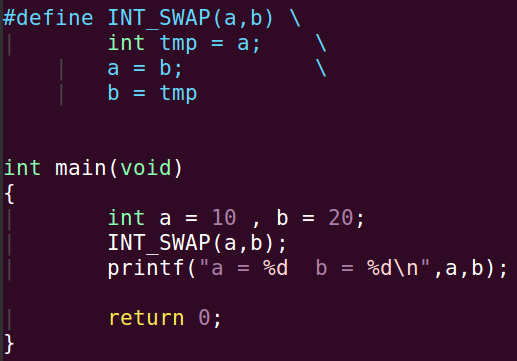 #define INT_SWAP(a,b) \
        int tmp = a;    \
        a = b;          \
        b = tmp
int main(void)
{
        int a = 10 , b = 20;
        INT_SWAP(a,b);
        printf("a = %d  b = %d\n",a,b);
        return 0;
}